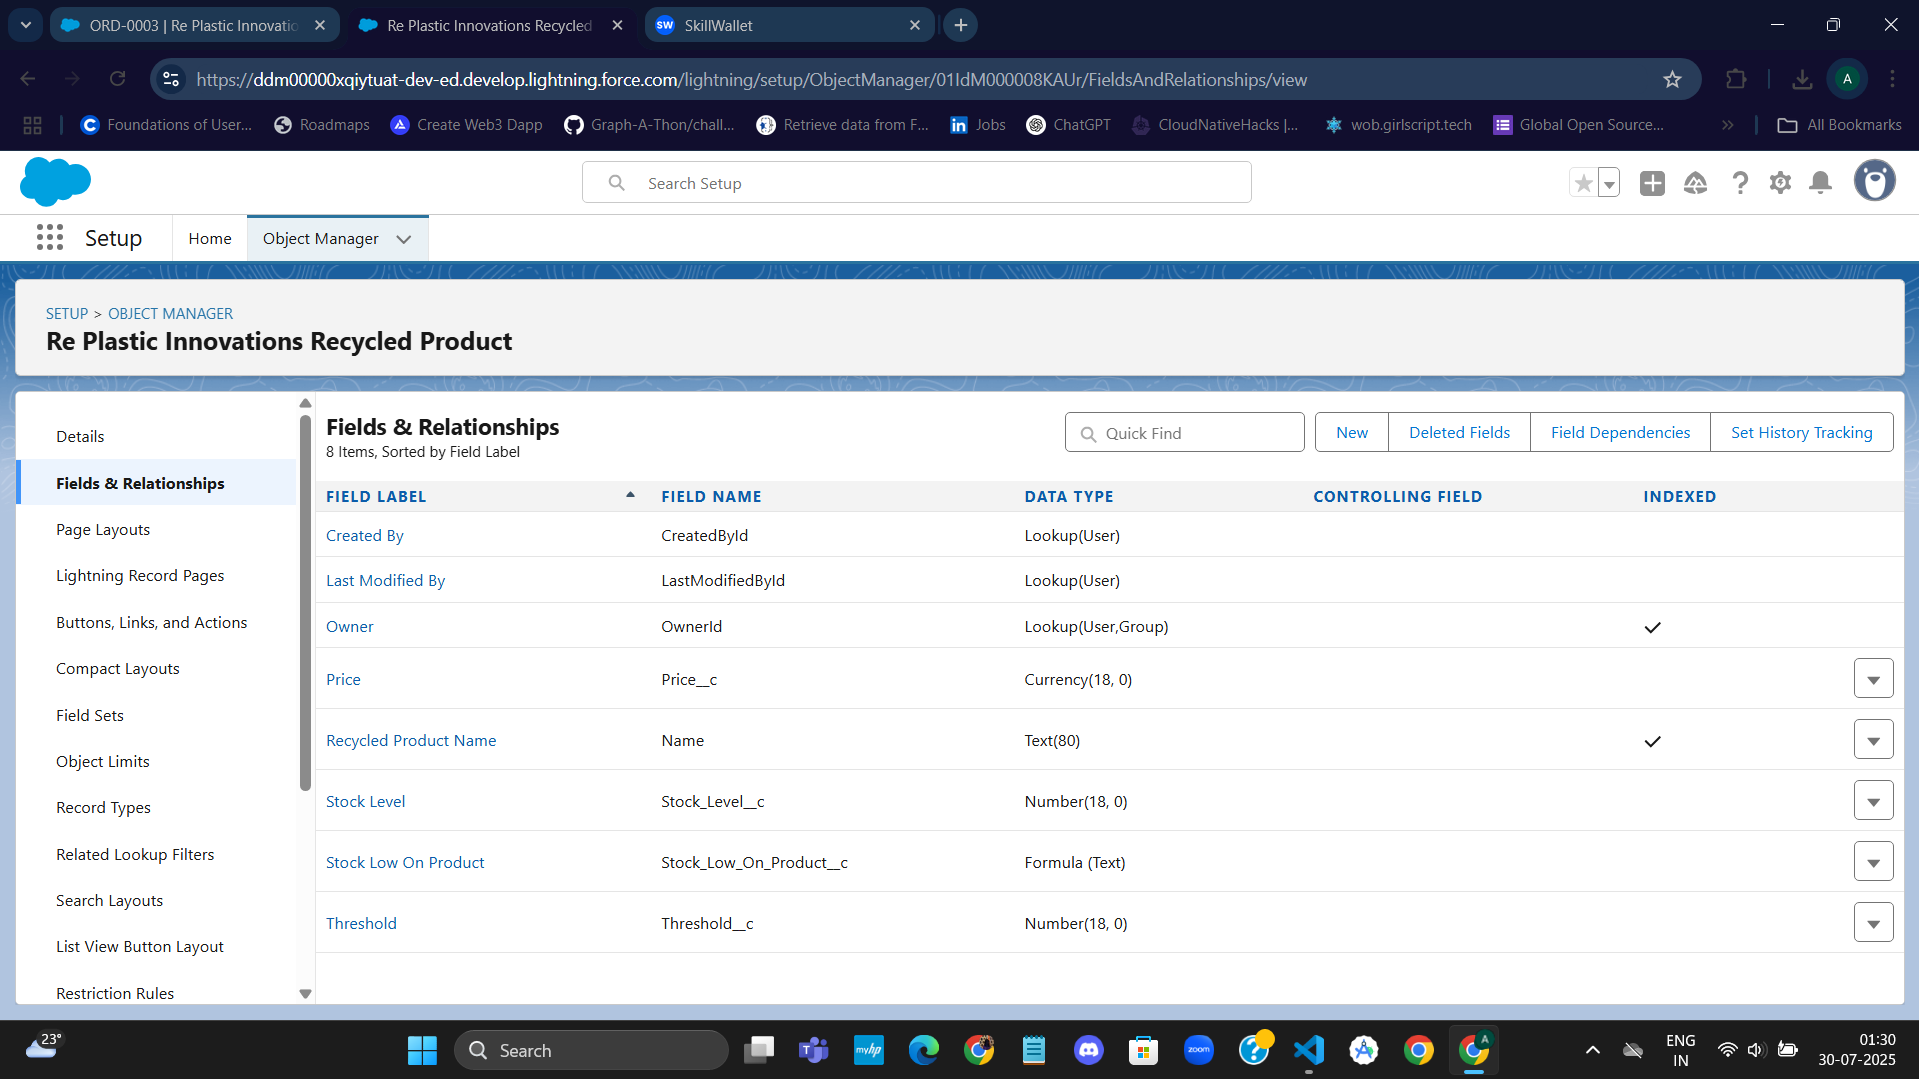 ORD-0003 | Re Plastic Innovatio
Re Plastic Innovations Recycled
SW SkillWallet
https://ddm00000xqiytuat-dev-ed.develop.lightning.force.com/lightning/setup/ObjectManager/01IdM000008KAUr/FieldsAndRelationships/view
A
Foundations of User... Roadmaps Create Web3 Dapp Graph-A-Thon/chall... Retrieve data from F... Jobs ChatGPT CloudNativeHacks |... wob.girlscript.tech Global Open Source... » All Bookmarks
Search Setup
Setup Home Object Manager
SETUP > OBJECT MANAGER
Re Plastic Innovations Recycled Product
Details
Fields & Relationships
Page Layouts
Lightning Record Pages
Buttons, Links, and Actions
Compact Layouts
Field Sets
Object Limits
Record Types
Related Lookup Filters
Search Layouts
List View Button Layout
Restriction Rules
Fields & Relationships
8 Items, Sorted by Field Label
Quick Find New Deleted Fields Field Dependencies Set History Tracking
FIELD LABEL FIELD NAME DATA TYPE CONTROLLING FIELD INDEXED
Created By CreatedById Lookup(User)
Last Modified By LastModifiedById Lookup(User)
Owner OwnerId Lookup(User,Group)
Price Price__c Currency(18, 0)
Recycled Product Name Name Text(80)
Stock Level Stock_Level__c Number(18, 0)
Stock Low On Product Stock_Low_On_Product__c Formula (Text)
Threshold Threshold__c Number(18, 0)
23°
Search
myhp
zoom
A
ENG
IN
01:30
30-07-2025